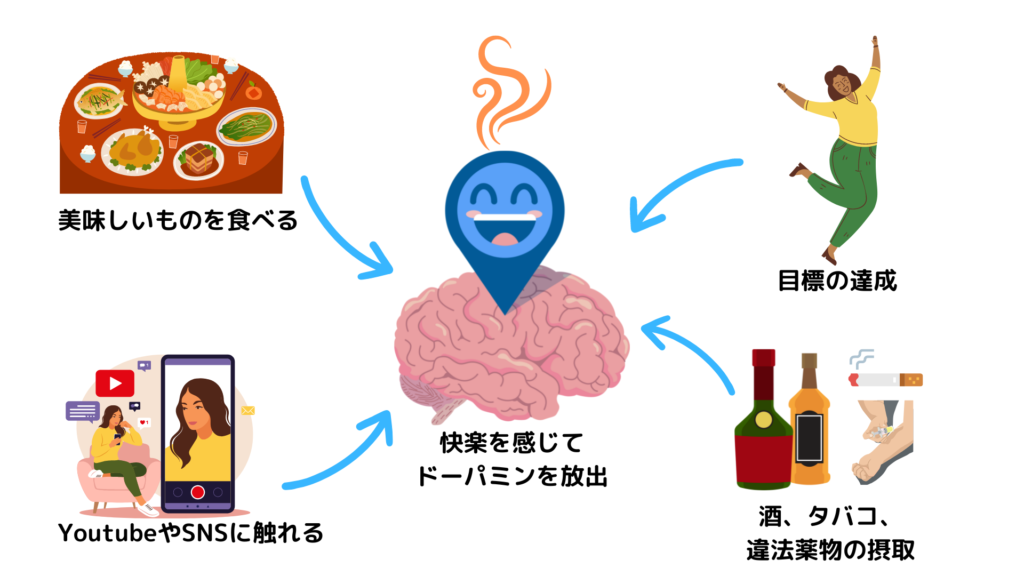 美味しいものを食べる
目標の達成
快楽を感じて
ドーパミンを放出
YoutubeやSNSに触れる
酒、タバコ、
違法薬物の摂取